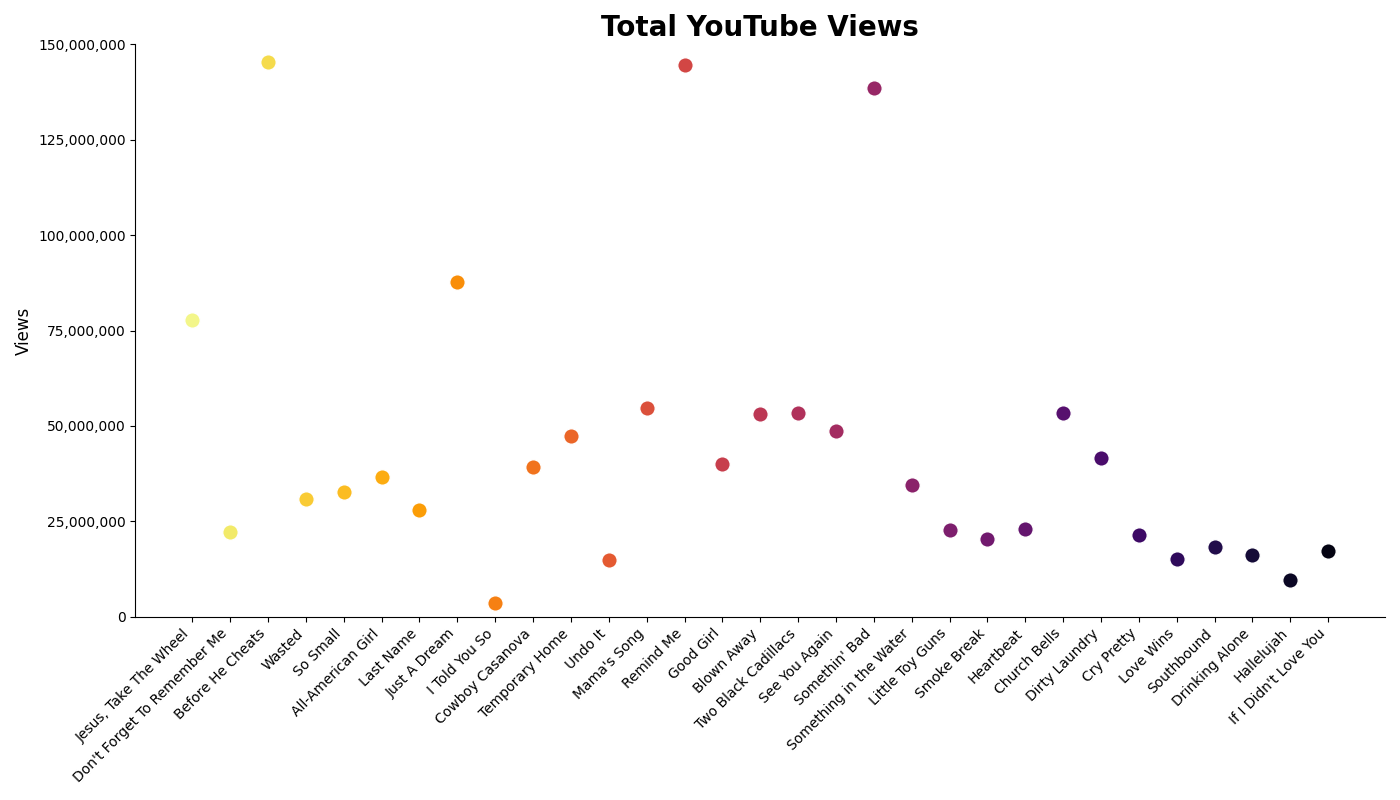 Total YouTube Views
Views
150,000,000
125,000,000
100,000,000
75,000,000
50,000,000
25,000,000
0
Jesus, Take The Wheel
Don't Forget To Remember Me
Before He Cheats
Wasted
So Small
All-American Girl
Last Name
Just A Dream
I Told You So
Cowboy Casanova
Temporary Home
Undo It
Mama's Song
Remind Me
Good Girl
Blown Away
Two Black Cadillacs
See You Again
Somethin' Bad
Something in the Water
Little Toy Guns
Smoke Break
Heartbeat
Church Bells
Dirty Laundry
Cry Pretty
Love Wins
Southbound
Drinking Alone
Hallelujah
If I Didn't Love You